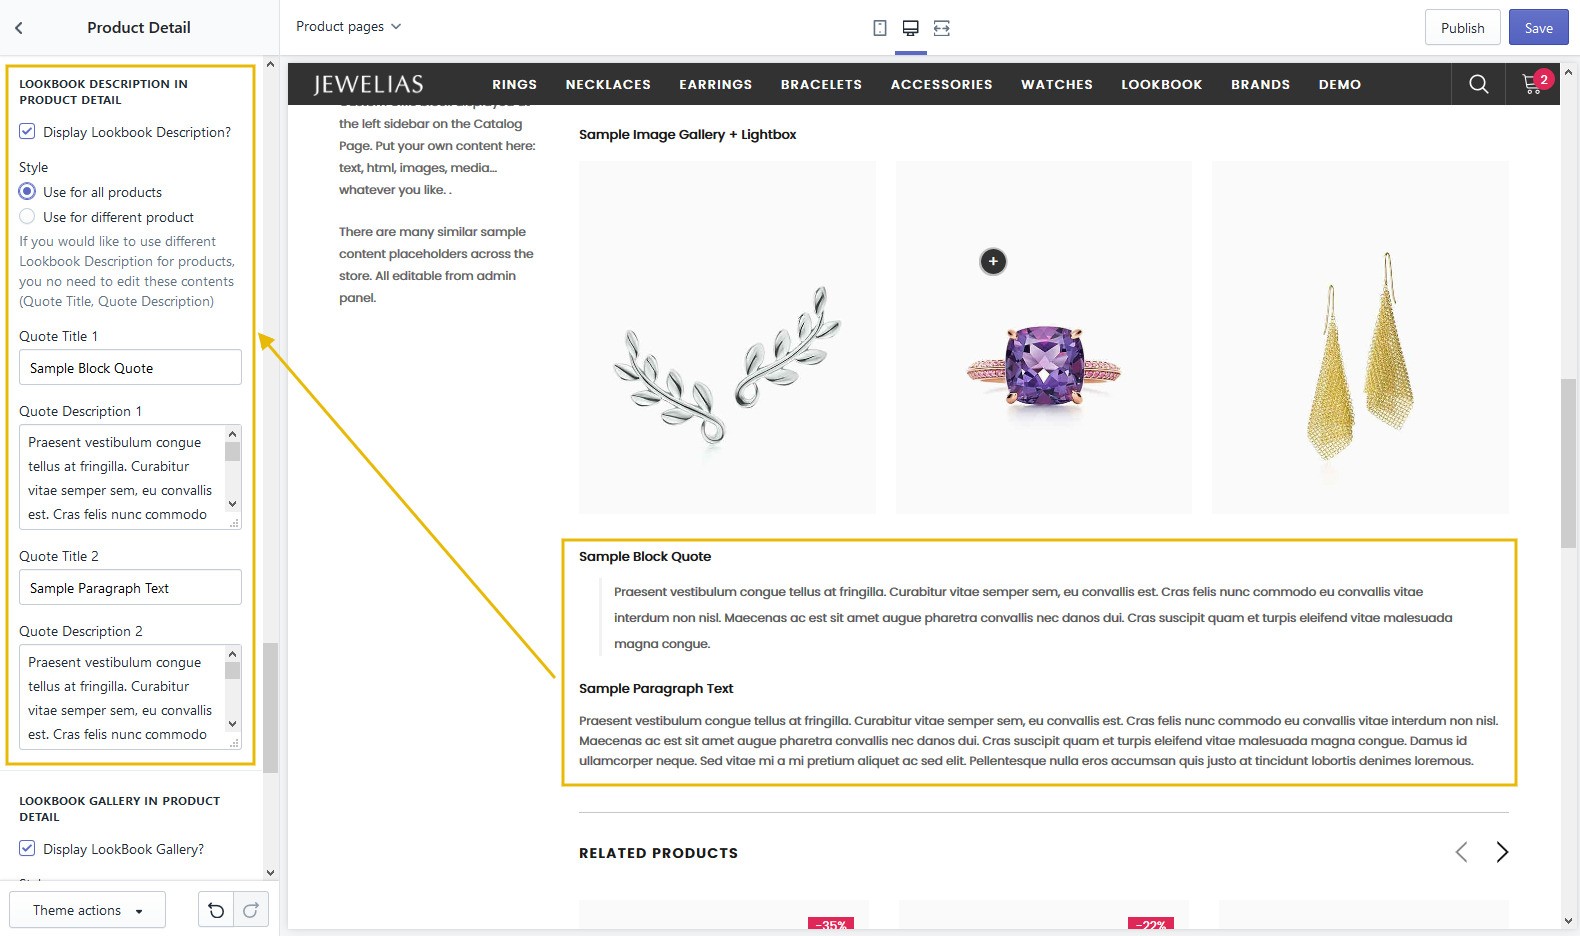 Product Detail
Product pages
Publish
Save
LOOKBOOK DESCRIPTION IN
PRODUCT DETAIL
Display Lookbook Description?
Style
Use for all products
Use for different product
If you would like to use different
Lookbook Description for products,
you no need to edit these contents
(Quote Title, Quote Description)
Quote Title 1
Sample Block Quote
Quote Description 1
Praesent vestibulum congue
tellus at fringilla. Curabitur
vitae semper sem, eu convallis
est. Cras felis nunc commodo
Quote Title 2
Sample Paragraph Text
Quote Description 2
Praesent vestibulum congue
tellus at fringilla. Curabitur
vitae semper sem, eu convallis
est. Cras felis nunc commodo
LOOKBOOK GALLERY IN PRODUCT
DETAIL
Display LookBook Gallery?
Theme actions
JEWELIAS
RINGS NECKLACES EARRINGS BRACELETS ACCESSORIES WATCHES LOOKBOOK BRANDS DEMO
2
the left sidebar on the Catalog
Page. Put your own content here:
text, html, images, media...
whatever you like. .
There are many similar sample
content placeholders across the
store. All editable from admin
panel.
Sample Image Gallery + Lightbox
+
Sample Block Quote
Praesent vestibulum congue tellus at fringilla. Curabitur vitae semper sem, eu convallis est. Cras felis nunc commodo eu convallis vitae
interdum non nisl. Maecenas ac est sit amet augue pharetra convallis nec danos dui. Cras suscipit quam et turpis eleifend vitae malesuada
magna congue.
Sample Paragraph Text
Praesent vestibulum congue tellus at fringilla. Curabitur vitae semper sem, eu convallis est. Cras felis nunc commodo eu convallis vitae interdum non nisl.
Maecenas ac est sit amet augue pharetra convallis nec danos dui. Cras suscipit quam et turpis eleifend vitae malesuada magna congue. Damus id
ullamcorper neque. Sed vitae mi a mi pretium aliquet ac sed elit. Pellentesque nulla eros accumsan quis justo at tincidunt lobortis denimes loremous.
RELATED PRODUCTS
-35%
-22%